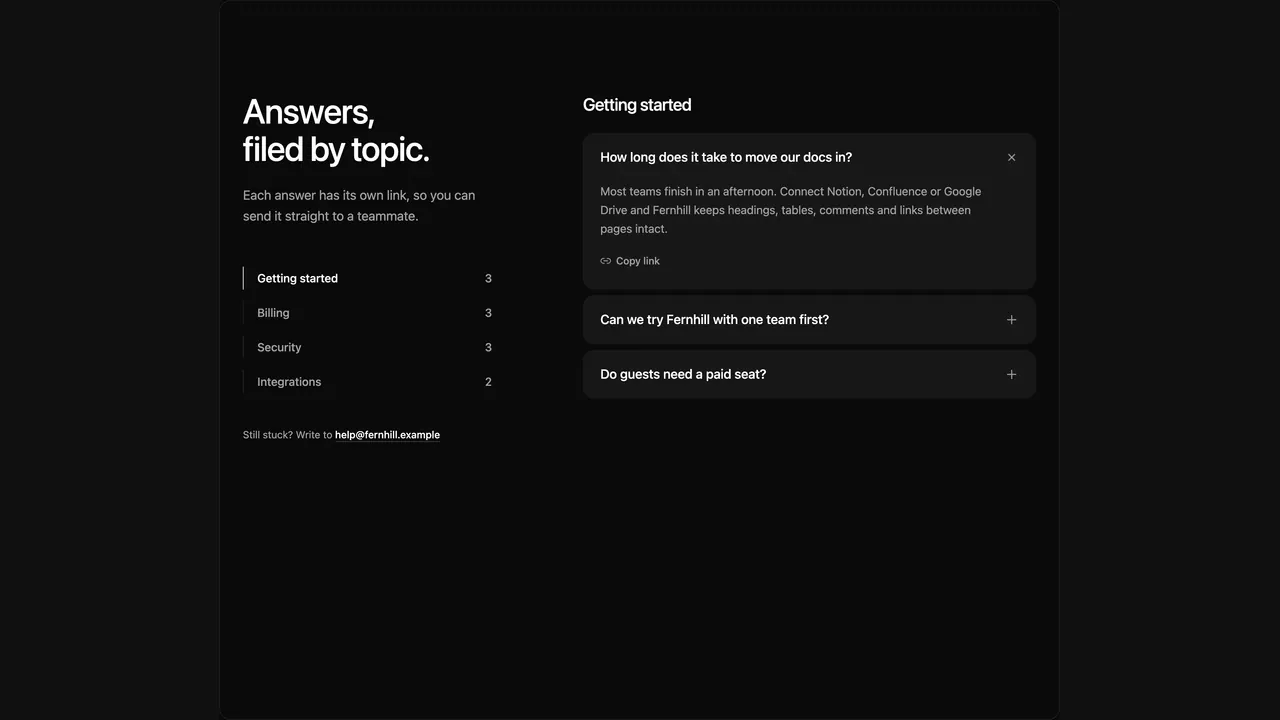 Answers,
filed by topic.
Each answer has its own link, so you can
send it straight to a teammate.
Getting started 3
Billing 3
Security 3
Integrations 2
Still stuck? Write to help@fernhill.example
Getting started
How long does it take to move our docs in?
Most teams finish in an afternoon. Connect Notion, Confluence or Google
Drive and Fernhill keeps headings, tables, comments and links between
pages intact.
Copy link
Can we try Fernhill with one team first?
Do guests need a paid seat?